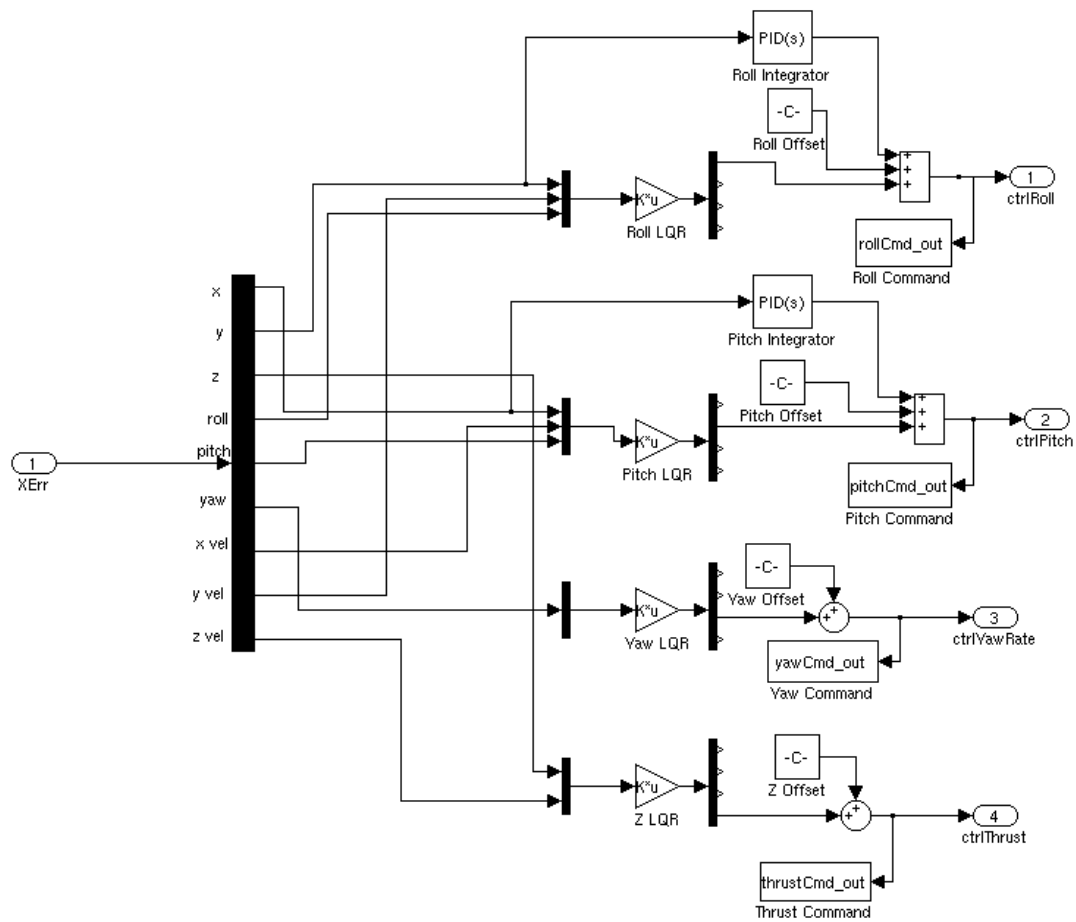 PID(s)
Roll Integrator
-C-
Roll Offset
K*u
Roll LQR
+
+
+
1
ctrlRoll
rollCmd_out
Roll Command
x
y
z
roll
pitch
yaw
x vel
y vel
z vel
1
XErr
PID(s)
Pitch Integrator
-C-
Pitch Offset
K*u
Pitch LQR
+
+
+
2
ctrlPitch
pitchCmd_out
Pitch Command
-C-
Yaw Offset
K*u
Yaw LQR
+
+
3
ctrlYawRate
yawCmd_out
Yaw Command
-C-
Z Offset
K*u
Z LQR
+
+
4
ctrlThrust
thrustCmd_out
Thrust Command